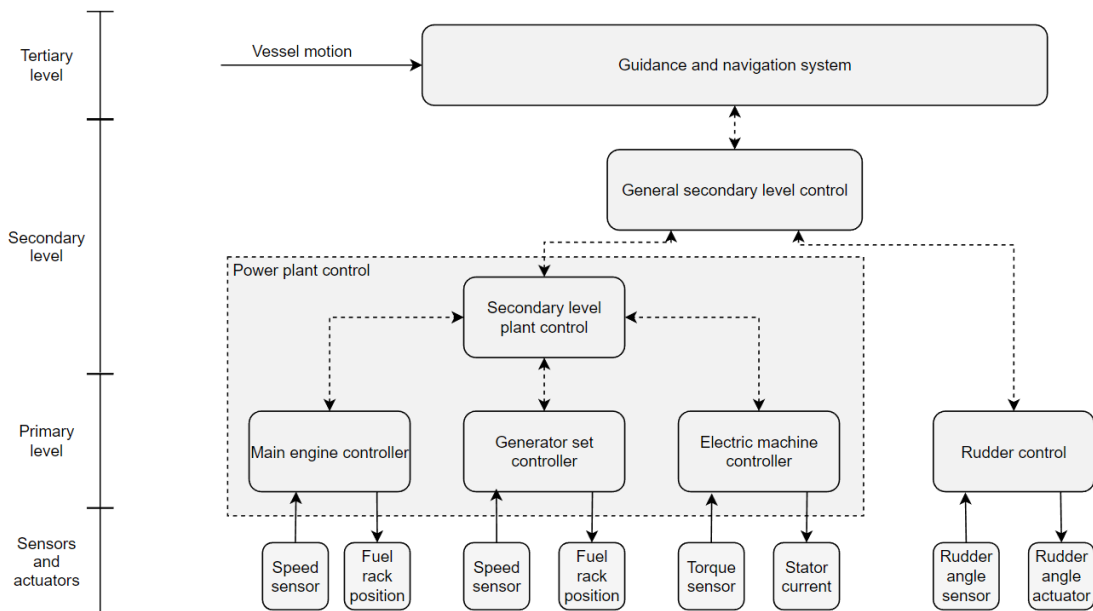 Tertiary
level
Vessel motion
Guidance and navigation system
General secondary level control
Secondary
level
Power plant control
Secondary level
plant control
Primary
level
Main engine controller
Generator set
controller
Electric machine
controller
Rudder control
Sensors and
actuators
Speed
sensor
Fuel
rack
position
Speed
sensor
Fuel
rack
position
Torque
sensor
Stator
current
Rudder
angle
sensor
Rudder
angle
actuator